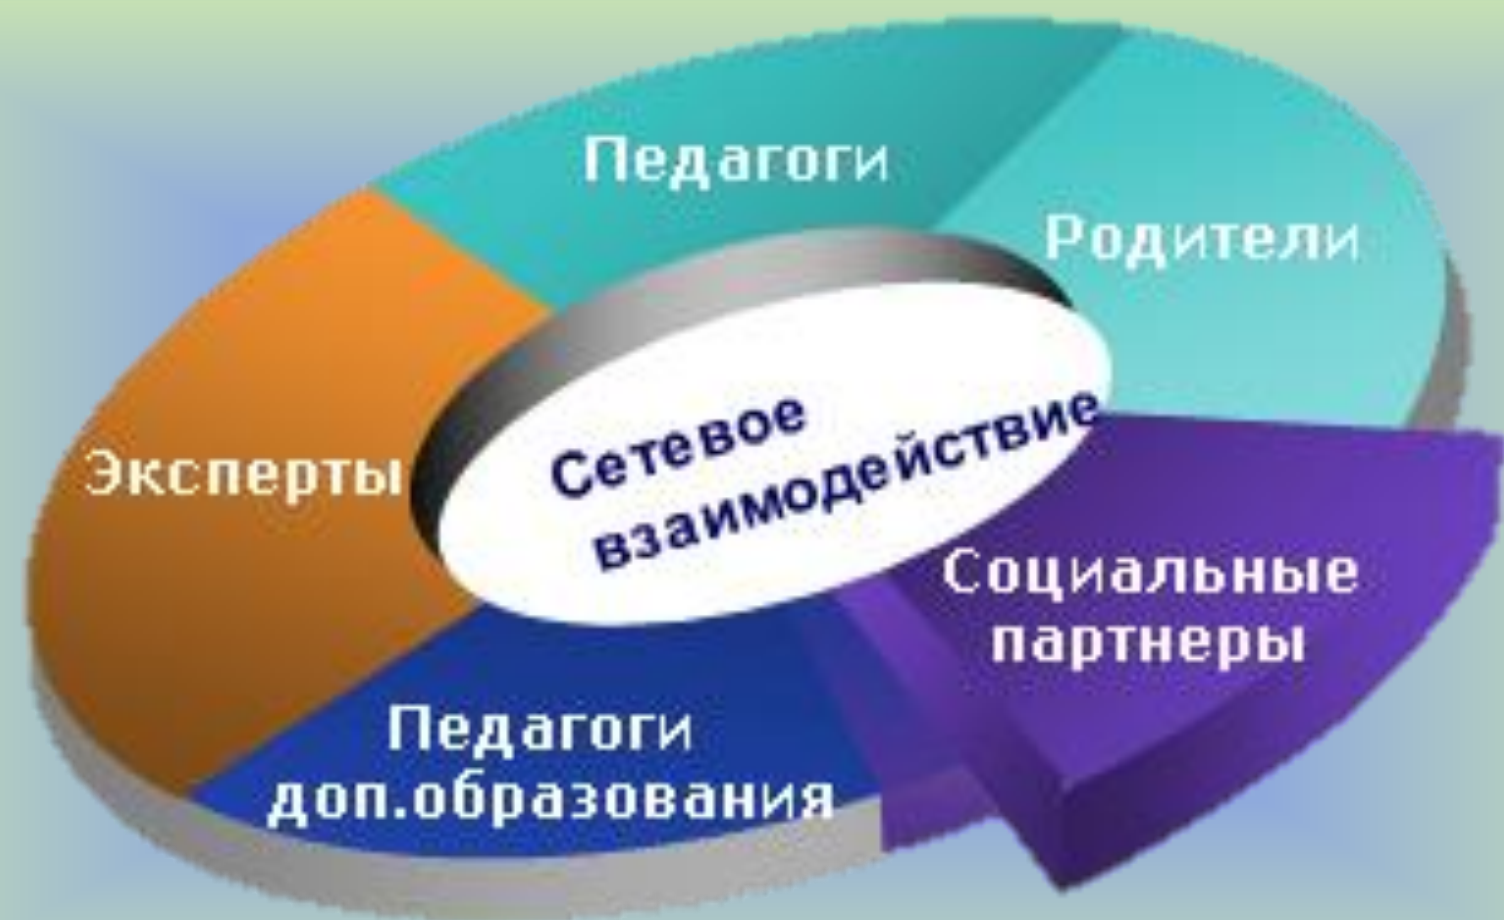 Педагоги
Родители
Эксперты
Сетевое
взаимодействие
Социальные
партнеры
Педагоги
доп.образования